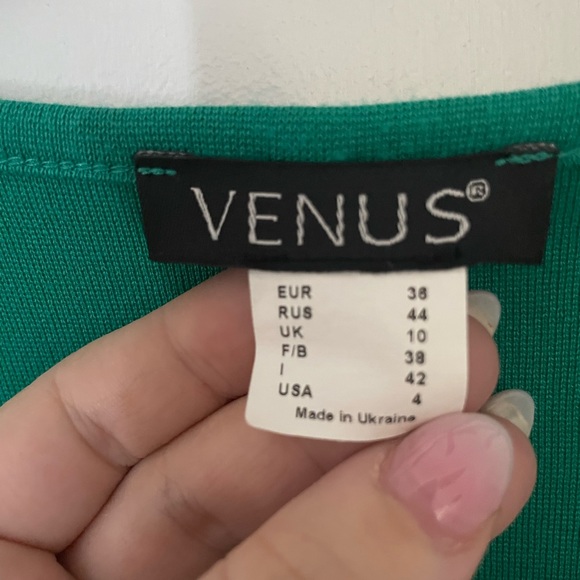 VENUS®
EUR 36
RUS 44
UK 10
F/B 38
I 42
USA 4
Made in Ukraine